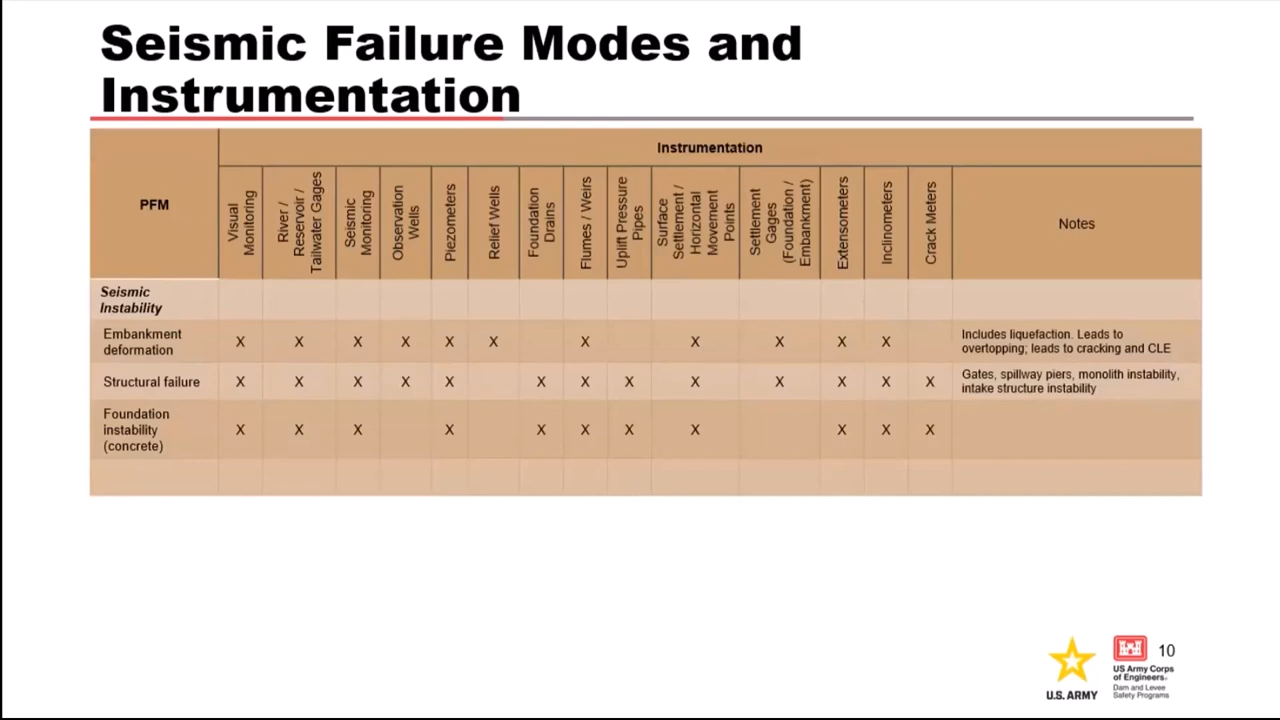 Seismic Failure Modes and
Instrumentation
PFM
Instrumentation
Visual
Monitoring
River /
Reservoir /
Tailwater Gages
Seismic
Monitoring
Observation
Wells
Piezometers
Relief Wells
Foundation
Drains
Flumes / Weirs
Uplift Pressure
Pipes
Surface
Settlement /
Horizontal
Movement
Points
Settlement
Gages
(Foundation /
Embankment)
Extensometers
Inclinometers
Crack Meters
Notes
Seismic
Instability
Embankment
deformation
X X X X X X X X X X X
Includes liquefaction. Leads to
overtopping; leads to cracking and CLE
Structural failure
X X X X X X X X X X X X X
Gates, spillway piers, monolith instability,
intake structure instability
Foundation
instability
(concrete)
X X X X X X X X X X X
U.S. ARMY
US Army Corps
of Engineers®
Dam and Levee
Safety Programs
10